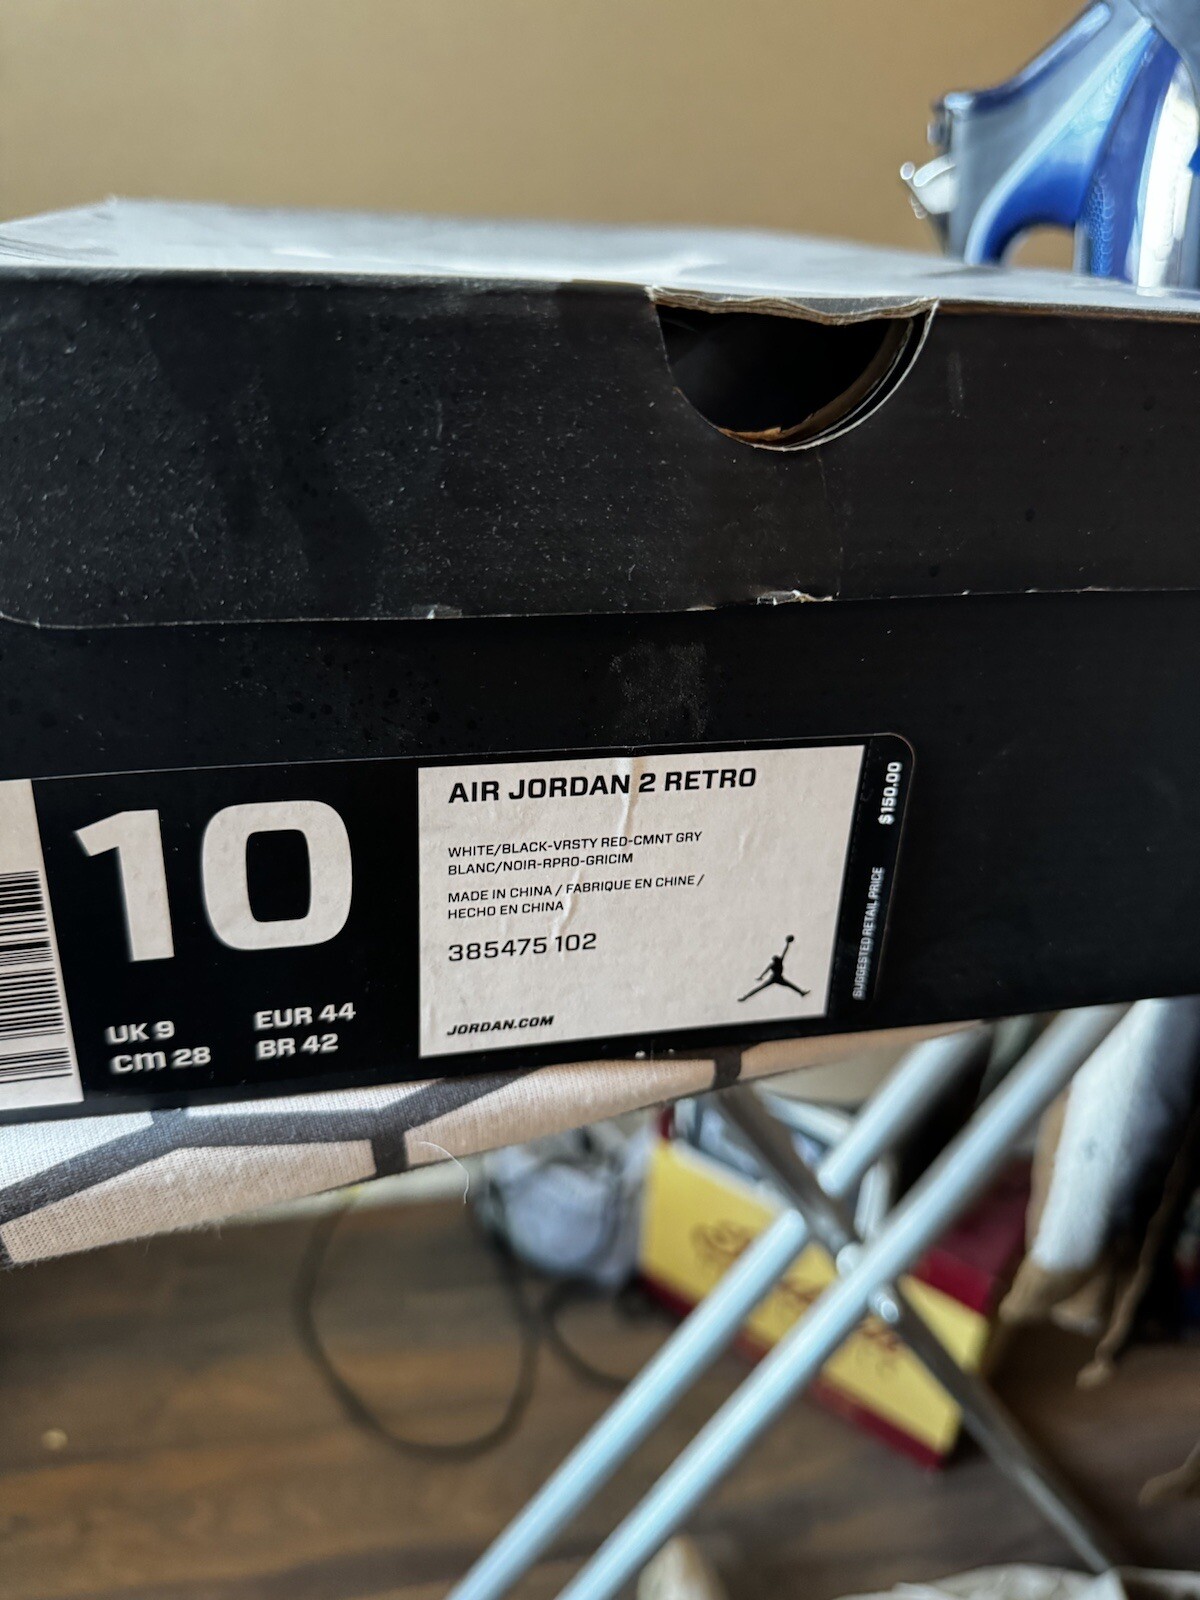 10
UK 9
cm 28
EUR 44
BR 42
AIR JORDAN 2 RETRO
WHITE/BLACK-VRSTY RED-CMNT GRY
BLANC/NOIR-RPRO-GRICIM
MADE IN CHINA / FABRIQUE EN CHINE /
HECHO EN CHINA
385475 102
JORDAN.COM
SUGGESTED RETAIL PRICE
$150.00